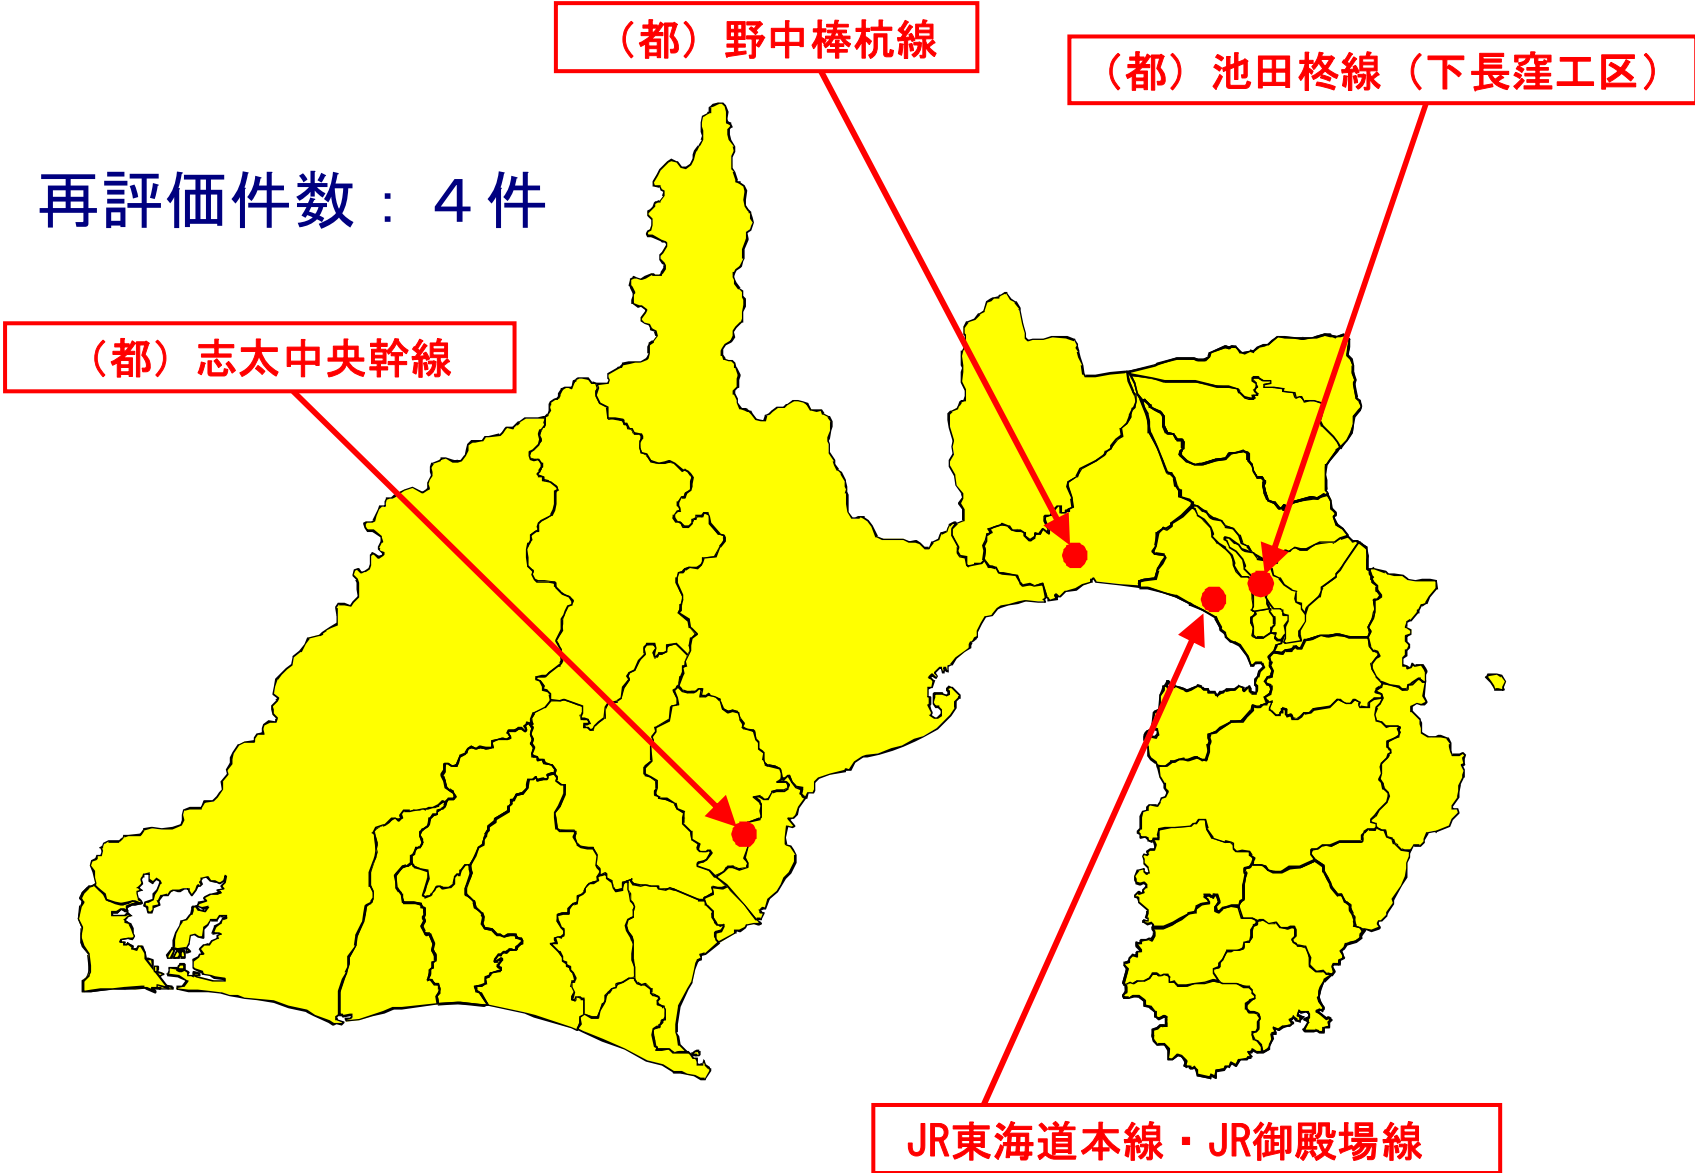 （都）野中棒杭線
（都）池田柊線（下長窪工区）
再評価件数：４件
（都）志太中央幹線
JR東海道本線・JR御殿場線